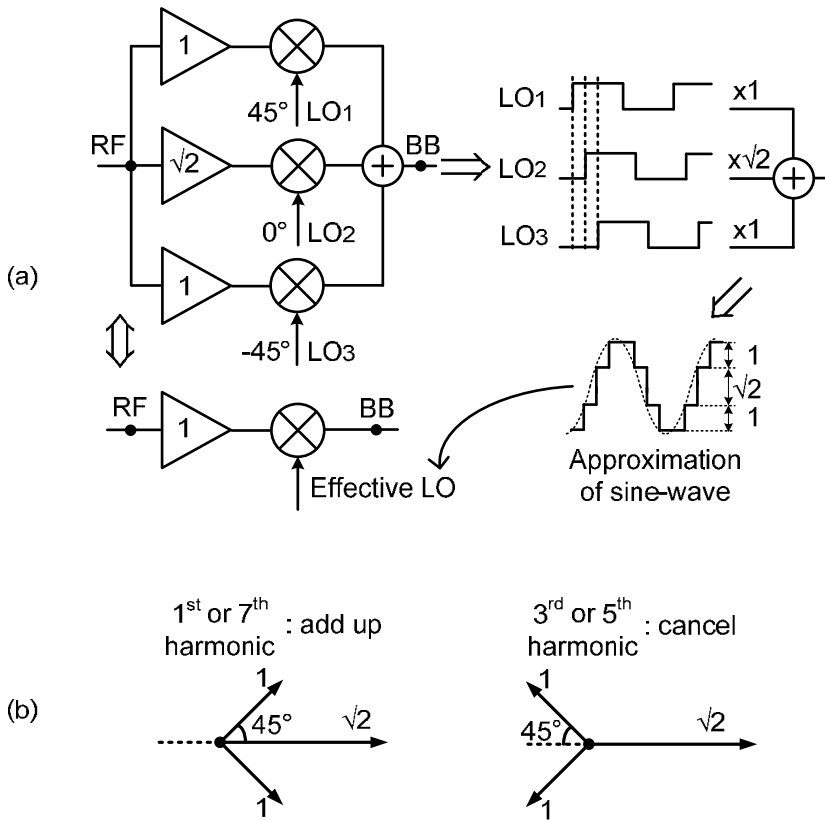 1
45° LO1
RF
√2
BB
0° LO2
1
-45° LO3
(a)
RF
1
BB
Effective LO
LO1
x1
LO2
x√2
LO3
x1
1
√2
1
Approximation
of sine-wave
1st or 7th
harmonic : add up
3rd or 5th
harmonic : cancel
(b)
1
45°
√2
1
1
45°
√2
1